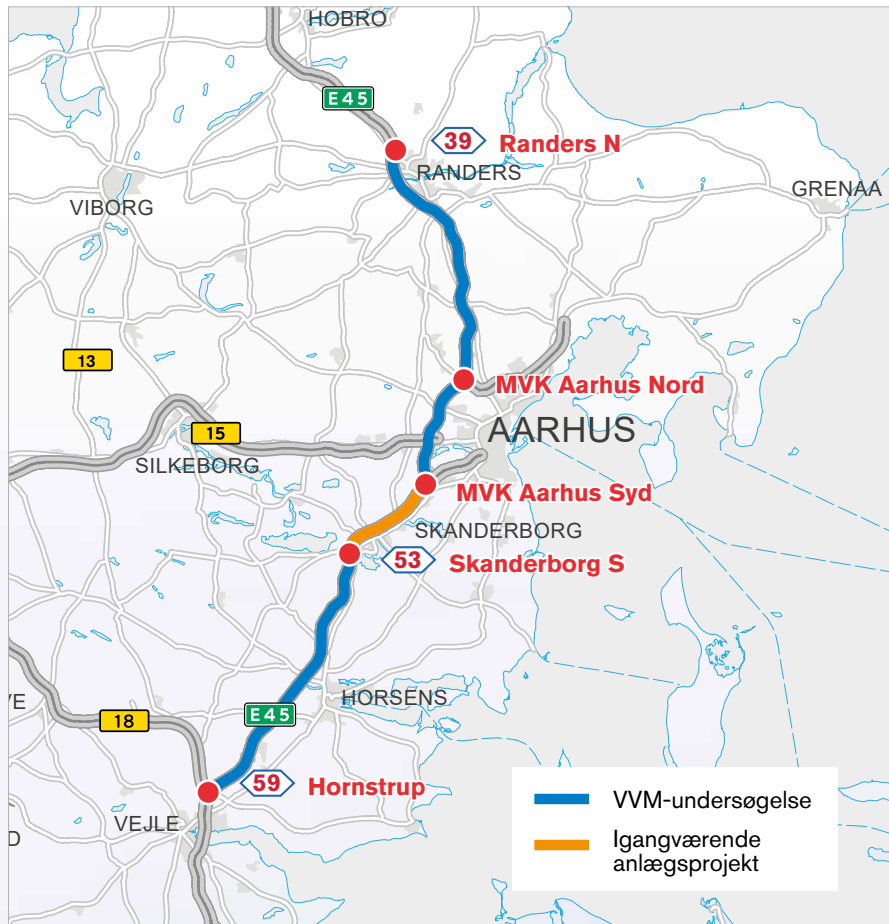 HOBRO
E45
39 Randers N
RANDERS
GRENAA
VIBORG
13
MVK Aarhus Nord
AARHUS
15
SILKEBORG
MVK Aarhus Syd
SKANDERBORG
53 Skanderborg S
HORSENS
VE
E45
18
59 Hornstrup
VEJLE
D
VVM-undersøgelse
Igangværende
anlægsprojekt